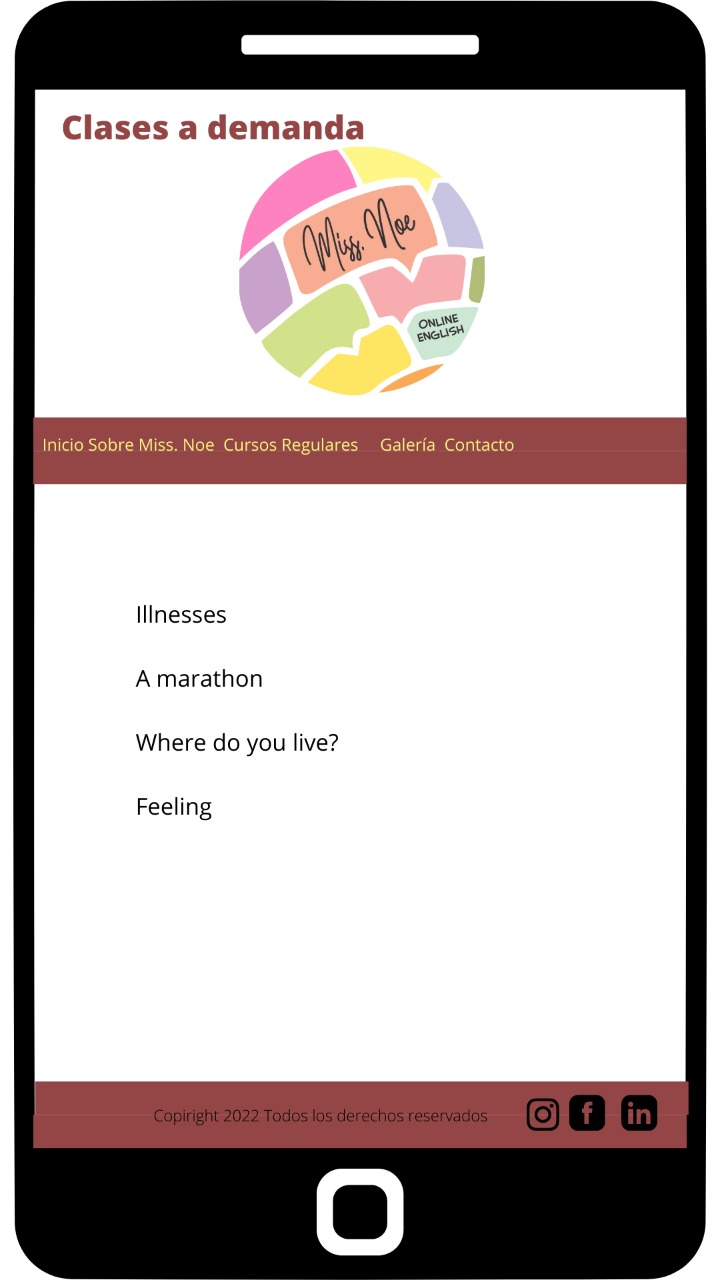 Clases a demanda
Miss. Noe
ONLINE
ENGLISH
Inicio Sobre Miss. Noe Cursos Regulares Galería Contacto
Illnesses
A marathon
Where do you live?
Feeling
Copiright 2022 Todos los derechos reservados